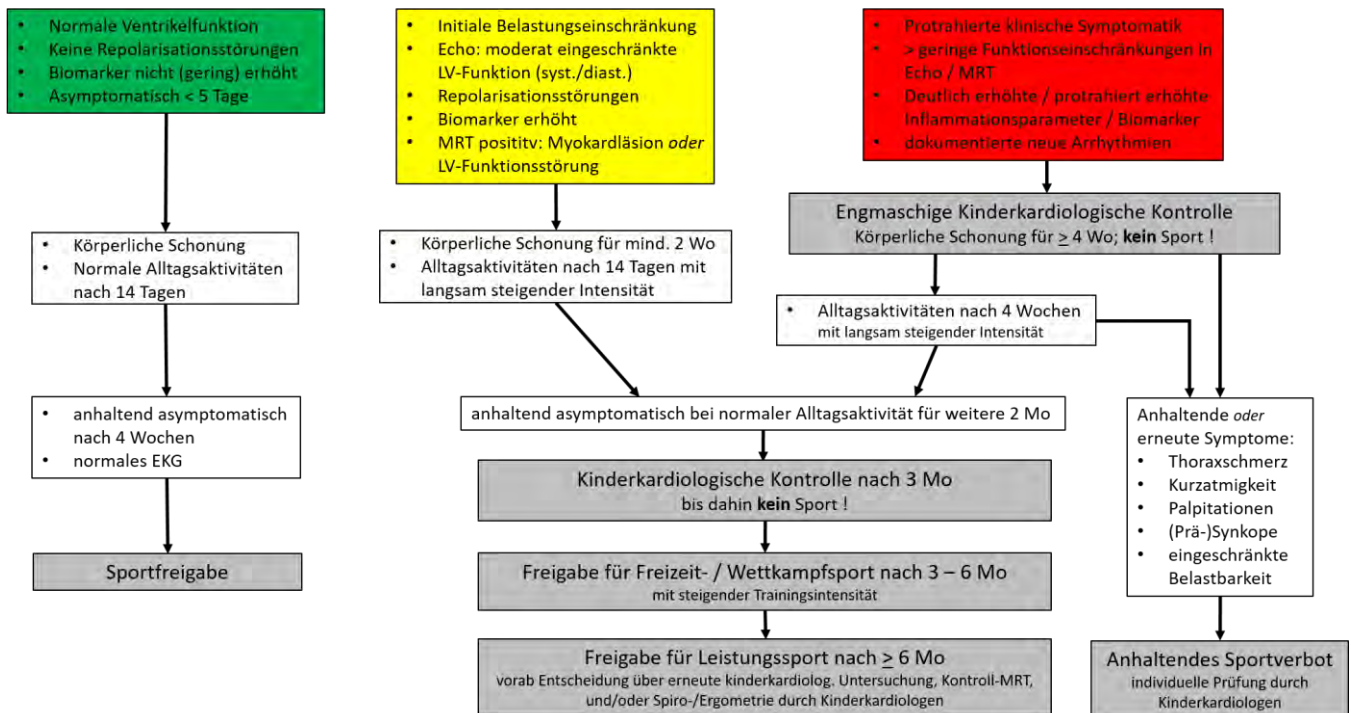 • Normale Ventrikelfunktion
• Keine Repolarisationsstörungen
• Biomarker nicht (gering) erhöht
• Asymptomatisch < 5 Tage
• Körperliche Schonung
• Normale Alltagsaktivitäten
nach 14 Tagen
• anhaltend asymptomatisch
nach 4 Wochen
• normales EKG
Sportfreigabe
• Initiale Belastungseinschränkung
• Echo: moderat eingeschränkte
LV-Funktion (syst./diast.)
• Repolarisationsstörungen
• Biomarker erhöht
• MRT posititv: Myokardläsion oder
LV-Funktionsstörung
• Körperliche Schonung für mind. 2 Wo
• Alltagsaktivitäten nach 14 Tagen mit
langsam steigender Intensität
• Protrahierte klinische Symptomatik
• > geringe Funktionseinschränkungen in
Echo / MRT
• Deutlich erhöhte / protrahiert erhöhte
Inflammationsparameter / Biomarker
• dokumentierte neue Arrhythmien
Engmaschige Kinderkardiologische Kontrolle
Körperliche Schonung für ≥ 4 Wo; kein Sport !
• Alltagsaktivitäten nach 4 Wochen
mit langsam steigender Intensität
anhaltend asymptomatisch bei normaler Alltagsaktivität für weitere 2 Mo
Kinderkardiologische Kontrolle nach 3 Mo
bis dahin kein Sport !
Freigabe für Freizeit- / Wettkampfsport nach 3 – 6 Mo
mit steigender Trainingsintensität
Freigabe für Leistungssport nach ≥ 6 Mo
vorab Entscheidung über erneute kinderkardiolog. Untersuchung, Kontroll-MRT,
und/oder Spiro-/Ergometrie durch Kinderkardiologen
Anhaltende oder
erneute Symptome:
• Thoraxschmerz
• Kurzatmigkeit
• Palpitationen
• (Prä-)Synkope
• eingeschränkte
Belastbarkeit
Anhaltendes Sportverbot
individuelle Prüfung durch
Kinderkardiologen